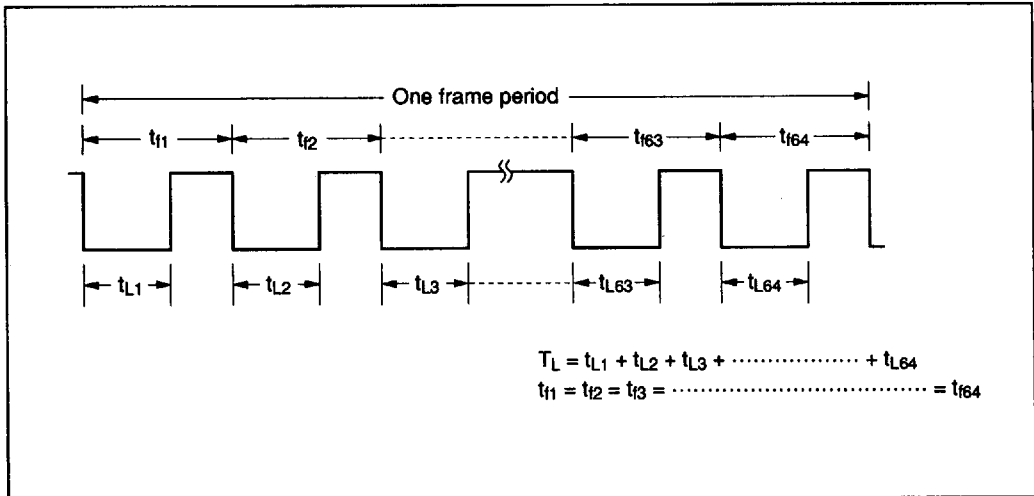 One frame period
tf1 tf2 tf63 tf64
tL1 tL2 tL3 tL63 tL64
TL = tL1 + tL2 + tL3 + ·················· + tL64
tf1 = tf2 = tf3 = ···································· = tf64